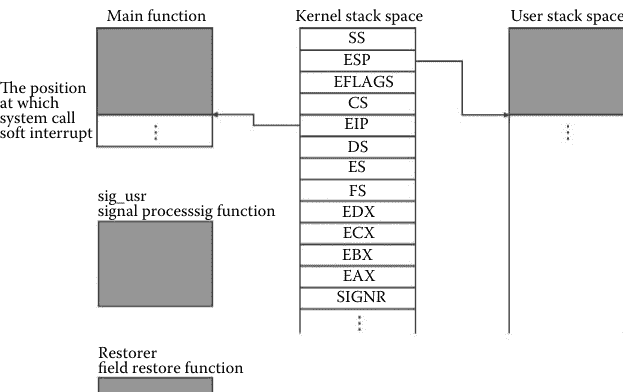 Main function
Kernel stack space
User stack space
The position
at which
system call
soft interrupt
SS
ESP
EFLAGS
CS
EIP
DS
ES
FS
EDX
ECX
EBX
EAX
SIGNR
sig_usr
signal processsig function
Restorer
field restore function